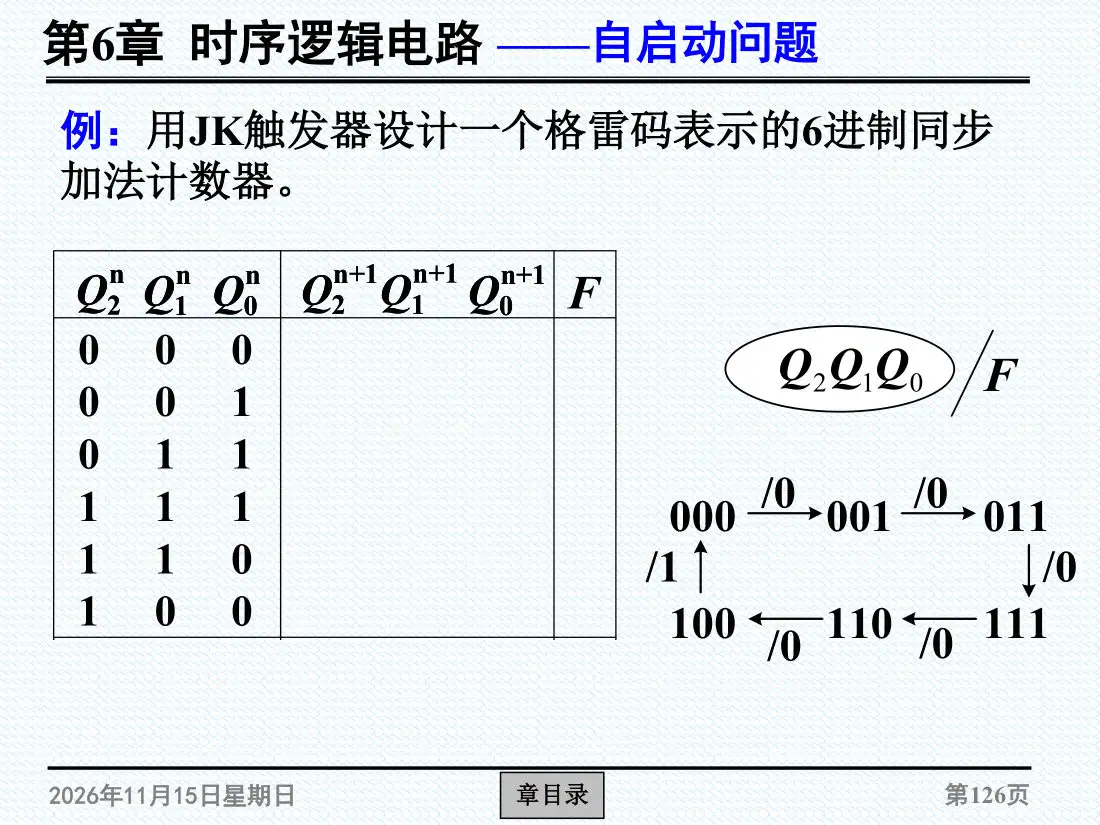 第6章 时序逻辑电路 ——自启动问题
例：用JK触发器设计一个格雷码表示的6进制同步
加法计数器。
Q₂ⁿ Q₁ⁿ Q₀ⁿ Q₂ⁿ⁺¹ Q₁ⁿ⁺¹ Q₀ⁿ⁺¹ F
0 0 0
0 0 1
0 1 1
1 1 1
1 1 0
1 0 0
Q₂Q₁Q₀ / F
000 /0 001 /0 011
/1 /0
100 /0 110 /0 111
2026年11月15日星期日 章目录 第126页